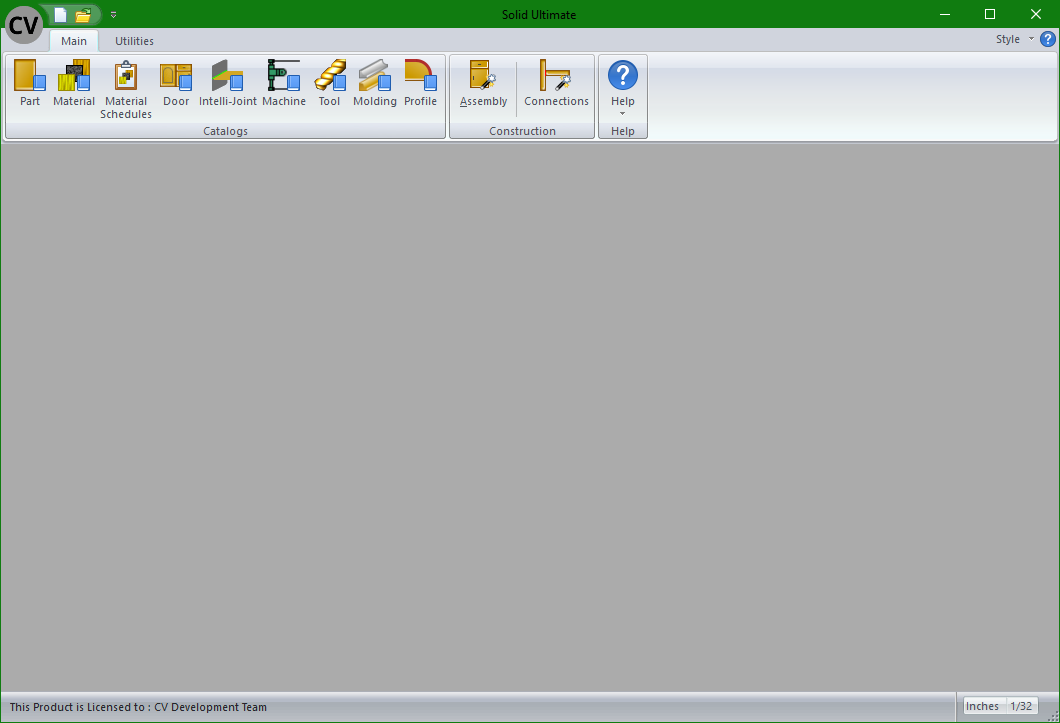 Solid Ultimate
CV
Main Utilities Style
Part Material Material Schedules Door Intelli-Joint Machine Tool Molding Profile Assembly Connections Help
Catalogs Construction Help
This Product is Licensed to : CV Development Team Inches 1/32